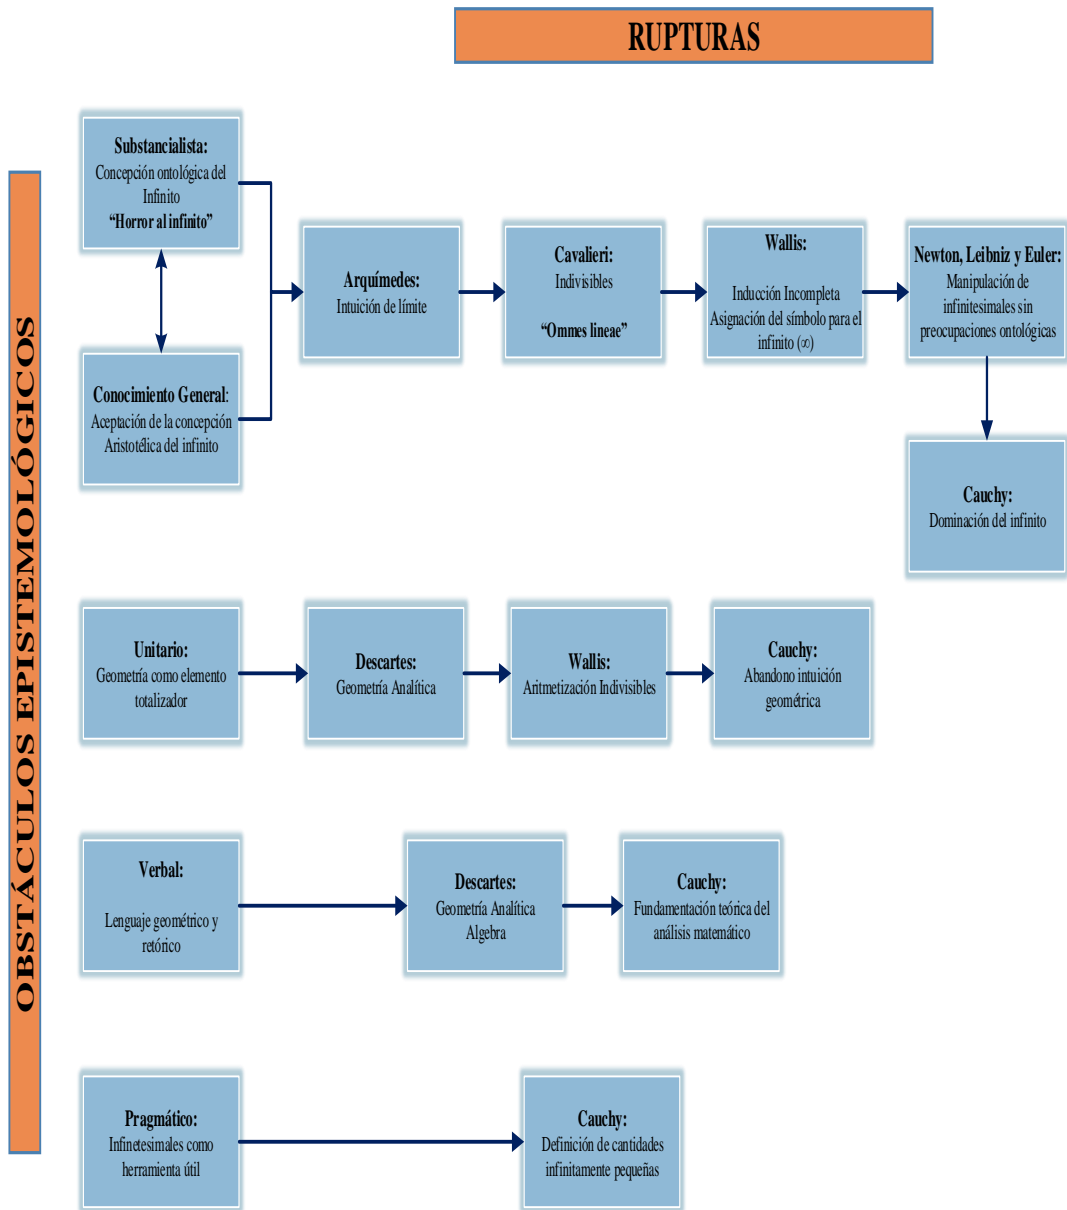 RUPTURAS
OBSTÁCULOS EPISTEMOLÓGICOS
Substancialista:
Concepción ontológica del
Infinito
“Horror al infinito”
Conocimiento General:
Aceptación de la concepción
Aristotélica del infinito
Arquímedes:
Intuición de límite
Cavalieri:
Indivisibles
“Ommes lineae”
Wallis:
Inducción Incompleta
Asignación del símbolo para el
infinito (∞)
Newton, Leibniz y Euler:
Manipulación de
infinitesimales sin
preocupaciones ontológicas
Cauchy:
Dominación del infinito
Unitario:
Geometría como elemento
totalizador
Descartes:
Geometría Analítica
Wallis:
Aritmetización Indivisibles
Cauchy:
Abandono intuición
geométrica
Verbal:
Lenguaje geométrico y
retórico
Descartes:
Geometría Analítica
Algebra
Cauchy:
Fundamentación teórica del
análisis matemático
Pragmático:
Infinetesimales como
herramienta útil
Cauchy:
Definición de cantidades
infinitamente pequeñas